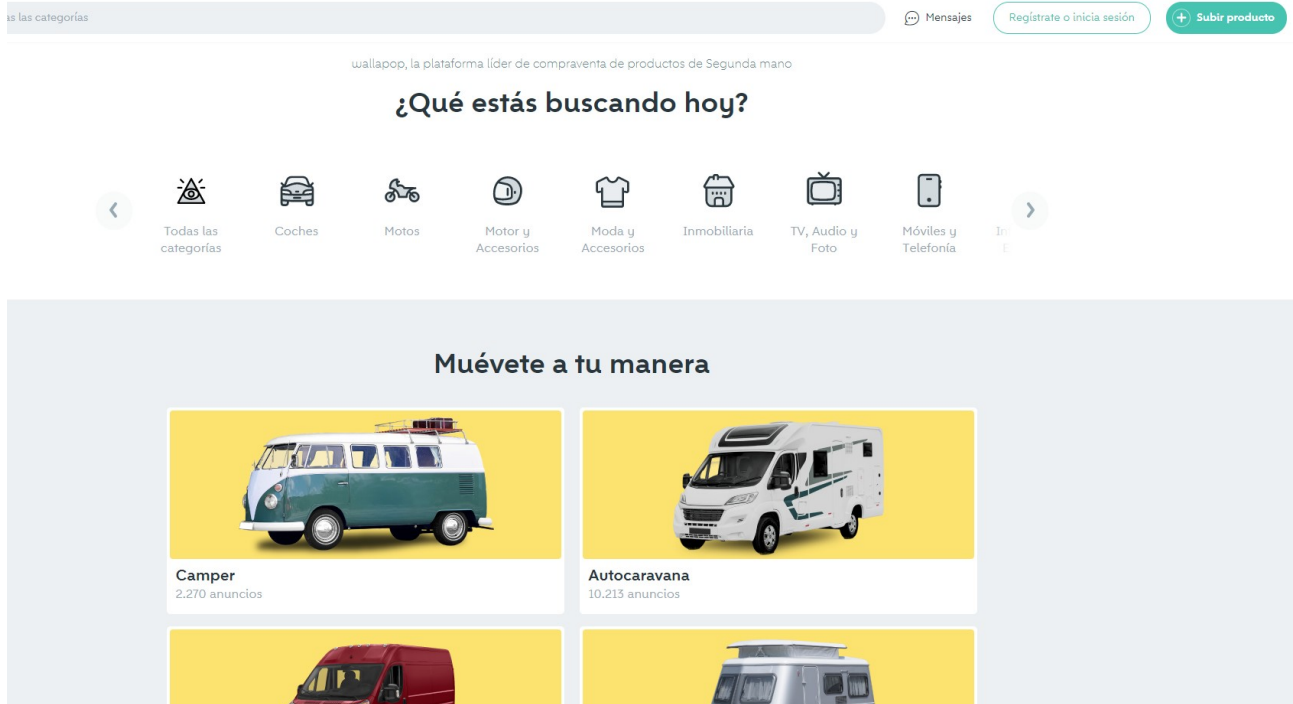 las categorías
Mensajes
Regístrate o inicia sesión
Subir producto
wallapop, la plataforma líder de compraventa de productos de Segunda mano
¿Qué estás buscando hoy?
Todas las
categorías
Coches
Motos
Motor y
Accesorios
Moda y
Accesorios
Inmobiliaria
TV, Audio y
Foto
Móviles y
Telefonía
Muévete a tu manera
Camper
2.270 anuncios
Autocaravana
10.213 anuncios